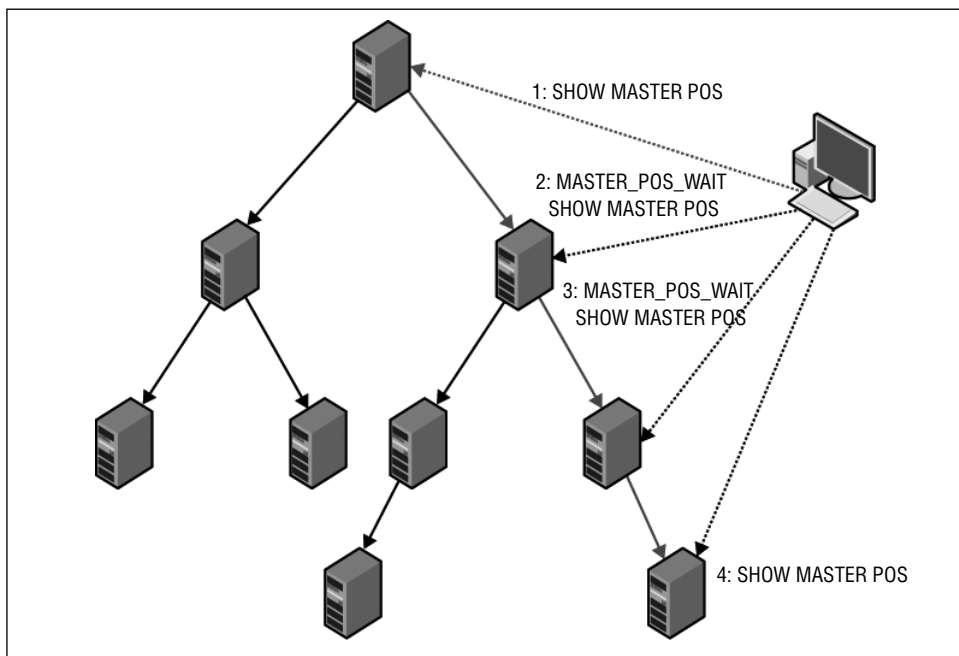 1: SHOW MASTER POS
2: MASTER_POS_WAIT
SHOW MASTER POS
3: MASTER_POS_WAIT
SHOW MASTER POS
4: SHOW MASTER POS